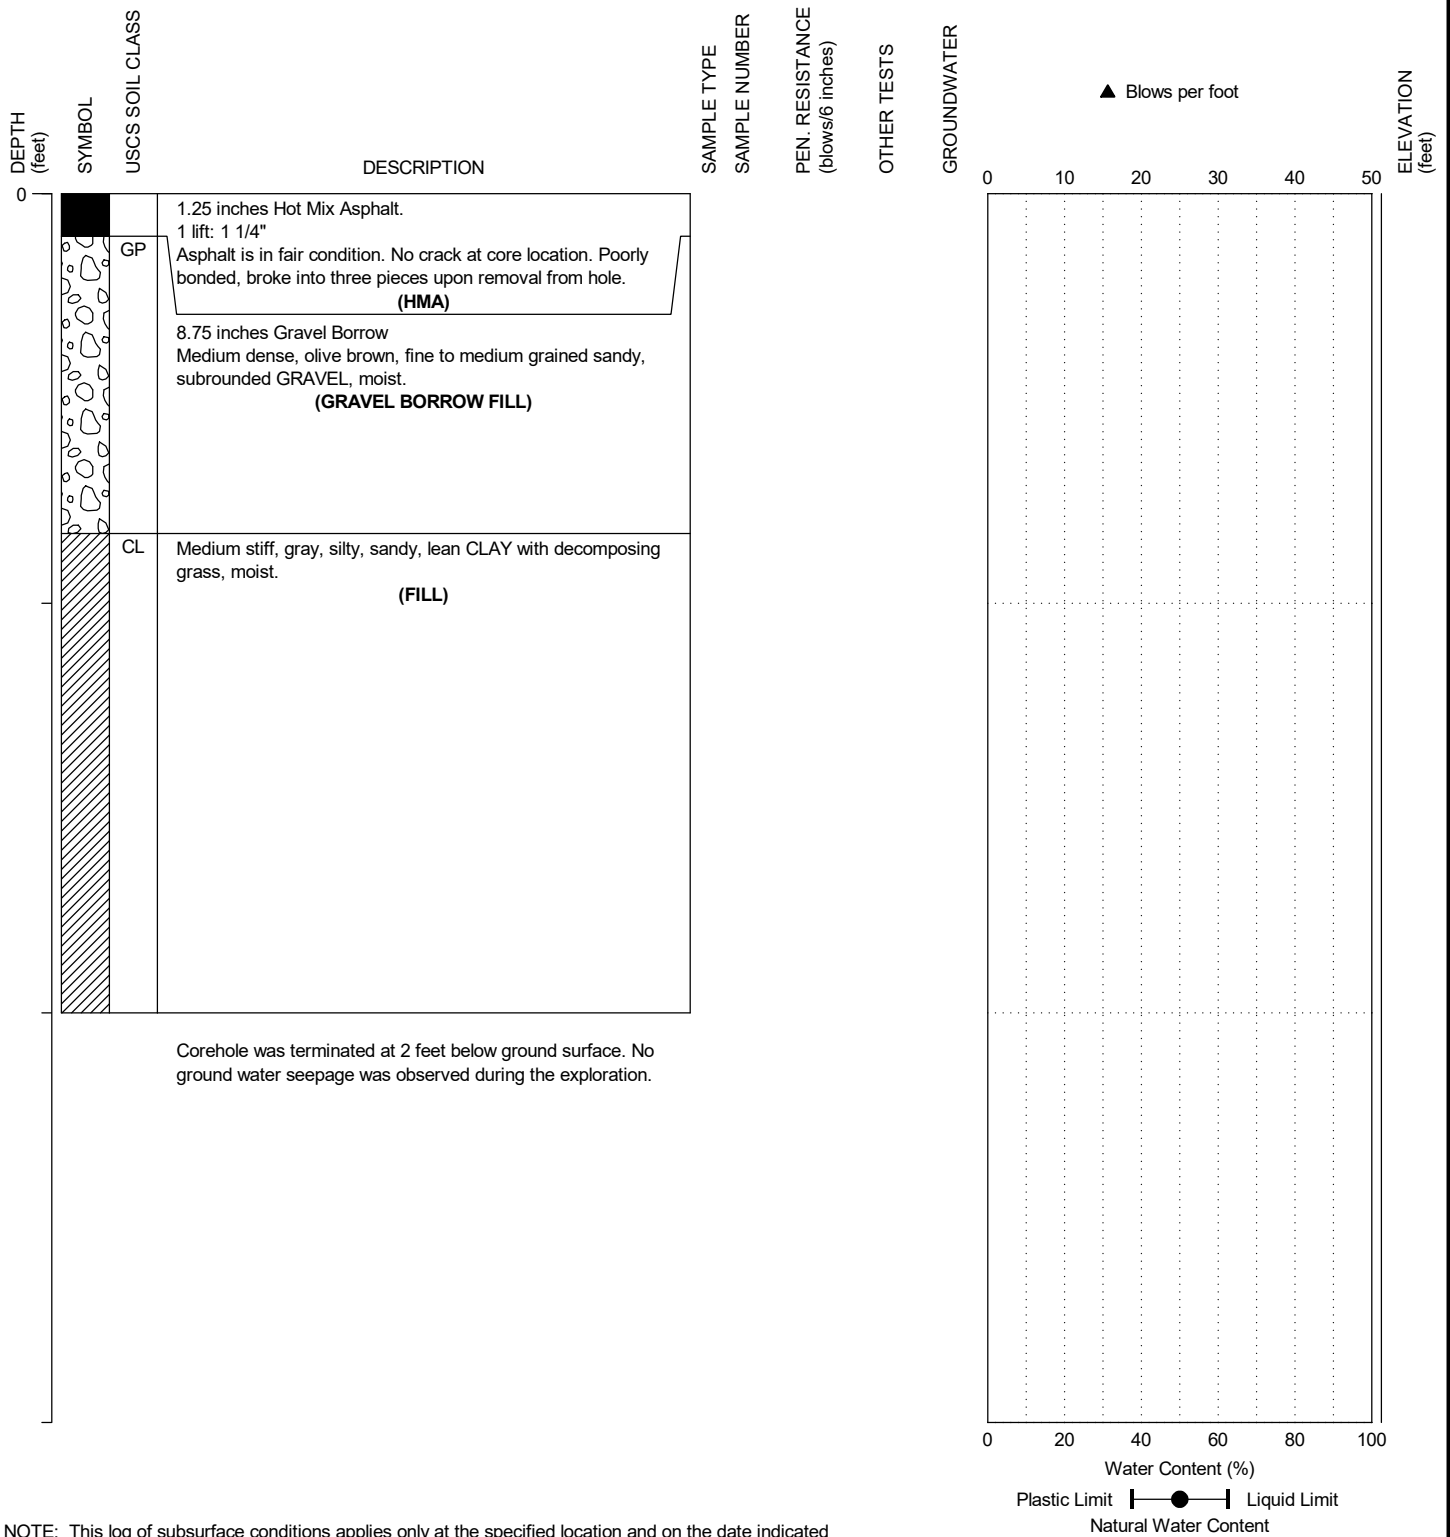 DEPTH
(feet)
SYMBOL
USCS SOIL CLASS
DESCRIPTION
SAMPLE TYPE
SAMPLE NUMBER
PEN. RESISTANCE
(blows/6 inches)
OTHER TESTS
GROUNDWATER
▲ Blows per foot
ELEVATION
(feet)
0 10 20 30 40 50
0
1.25 inches Hot Mix Asphalt.
1 lift: 1 1/4"
GP
Asphalt is in fair condition. No crack at core location. Poorly
bonded, broke into three pieces upon removal from hole.
(HMA)
8.75 inches Gravel Borrow
Medium dense, olive brown, fine to medium grained sandy,
subrounded GRAVEL, moist.
(GRAVEL BORROW FILL)
CL
Medium stiff, gray, silty, sandy, lean CLAY with decomposing
grass, moist.
(FILL)
Corehole was terminated at 2 feet below ground surface. No
ground water seepage was observed during the exploration.
0 20 40 60 80 100
Water Content (%)
Plastic Limit Liquid Limit
Natural Water Content
NOTE: This log of subsurface conditions applies only at the specified location and on the date indicated